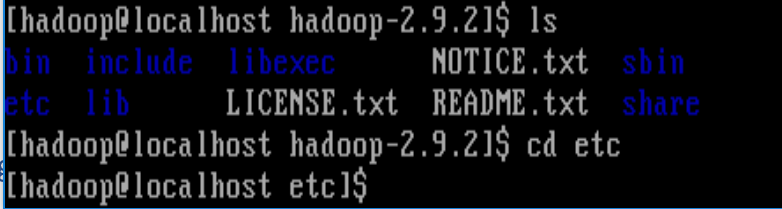 [hadoop@localhost hadoop-2.9.2]$ ls
bin include libexec NOTICE.txt sbin
etc lib LICENSE.txt README.txt share
[hadoop@localhost hadoop-2.9.2]$ cd etc
[hadoop@localhost etc]$